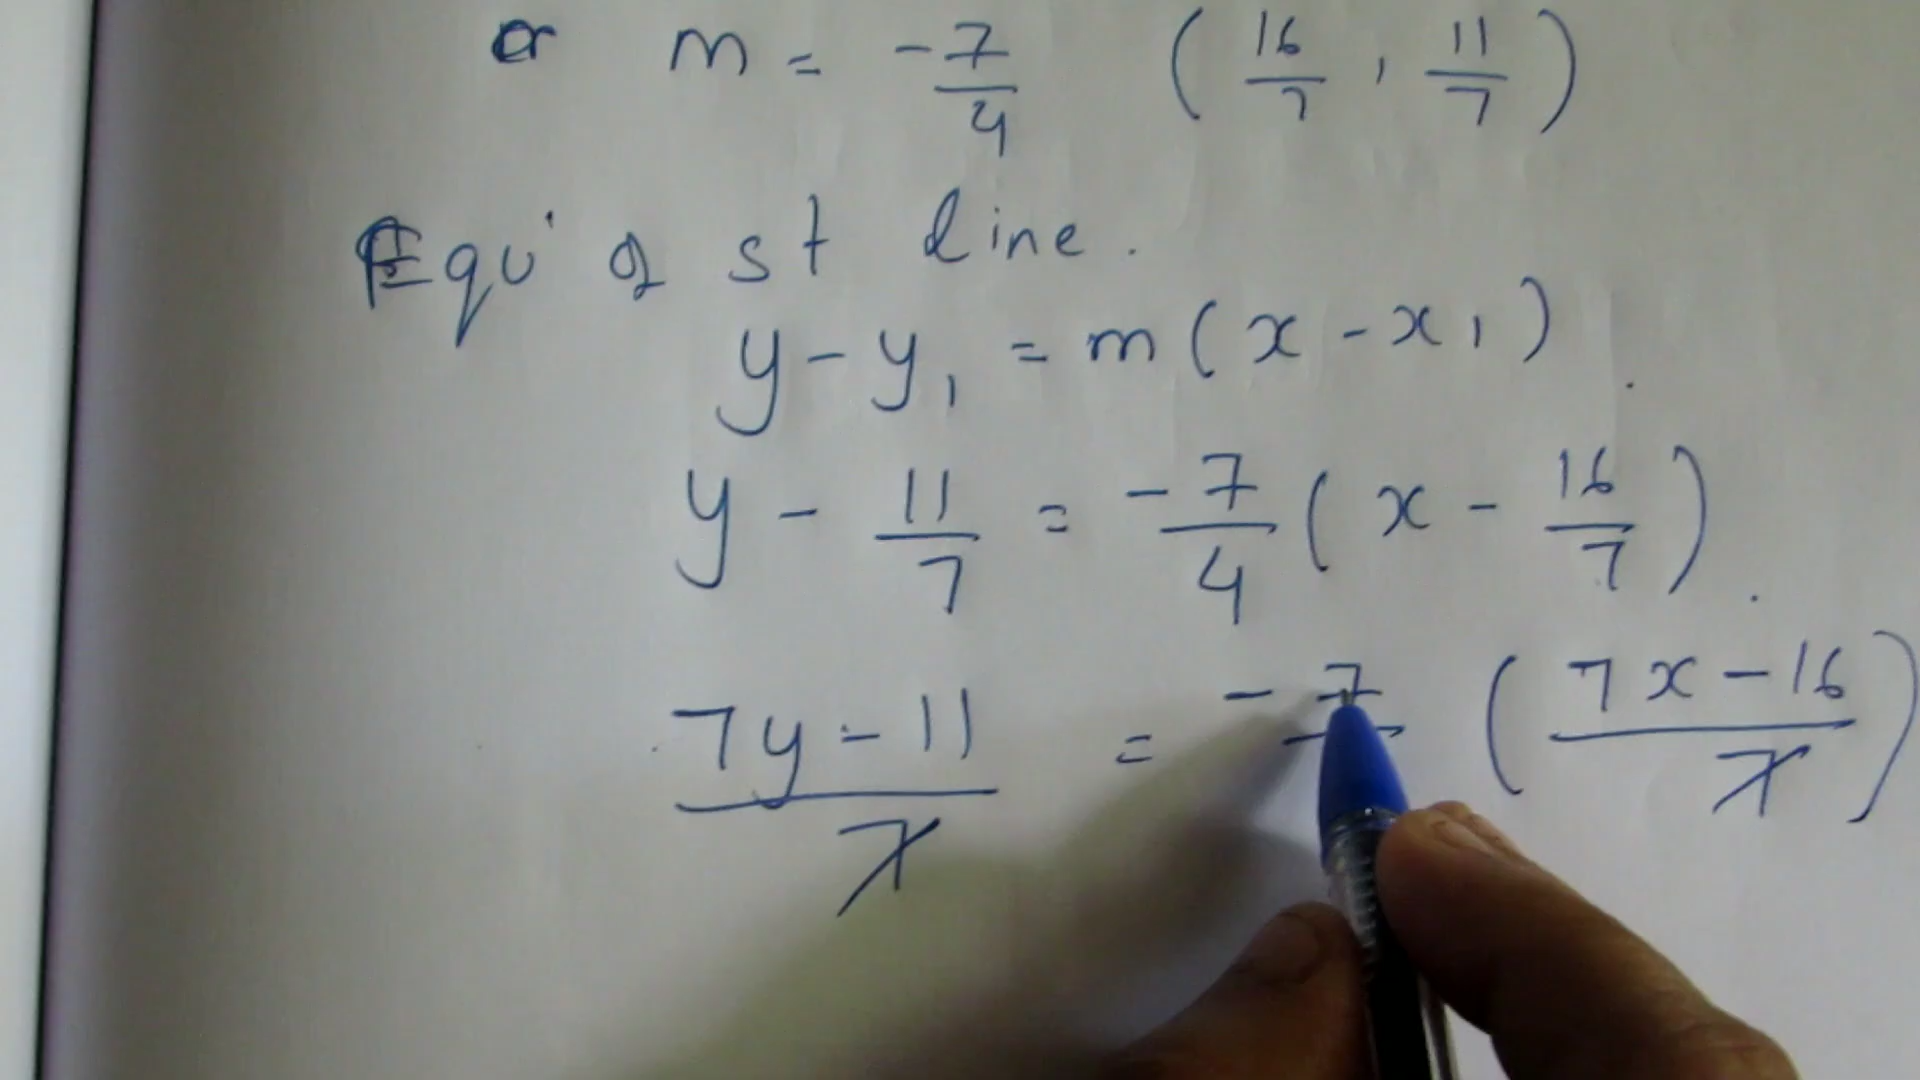 or m = -7/4 (16/7, 11/7)
Equ' of st line.
y - y₁ = m(x - x₁)
y - 11/7 = -7/4 (x - 16/7)
7y - 11 / 7 = -7/ (7x - 16 / 7)